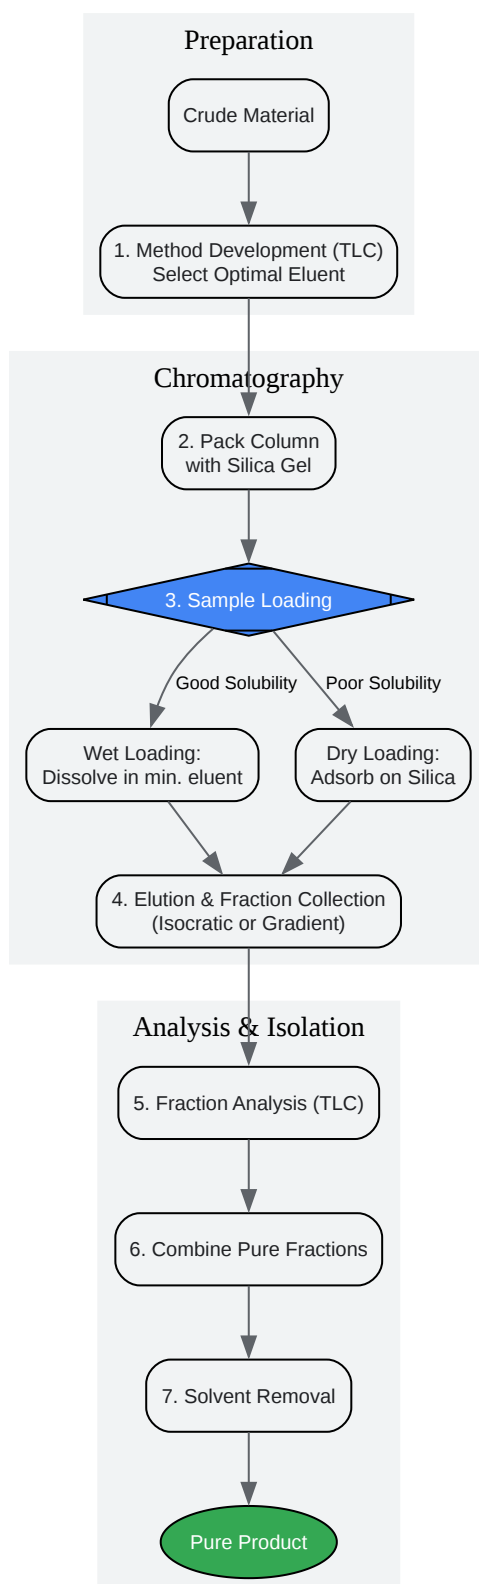 Preparation
Crude Material
1. Method Development (TLC)
Select Optimal Eluent
Chromatography
2. Pack Column
with Silica Gel
3. Sample Loading
Good Solubility
Poor Solubility
Wet Loading:
Dissolve in min. eluent
Dry Loading:
Adsorb on Silica
4. Elution & Fraction Collection
(Isocratic or Gradient)
Analysis & Isolation
5. Fraction Analysis (TLC)
6. Combine Pure Fractions
7. Solvent Removal
Pure Product